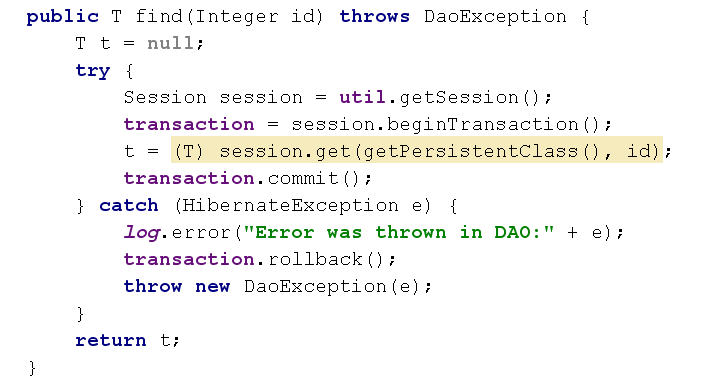 public T find(Integer id) throws DaoException {
    T t = null;
    try {
        Session session = util.getSession();
        transaction = session.beginTransaction();
        t = (T) session.get(getPersistentClass(), id);
        transaction.commit();
    } catch (HibernateException e) {
        log.error("Error was thrown in DAO:" + e);
        transaction.rollback();
        throw new DaoException(e);
    }
    return t;
}